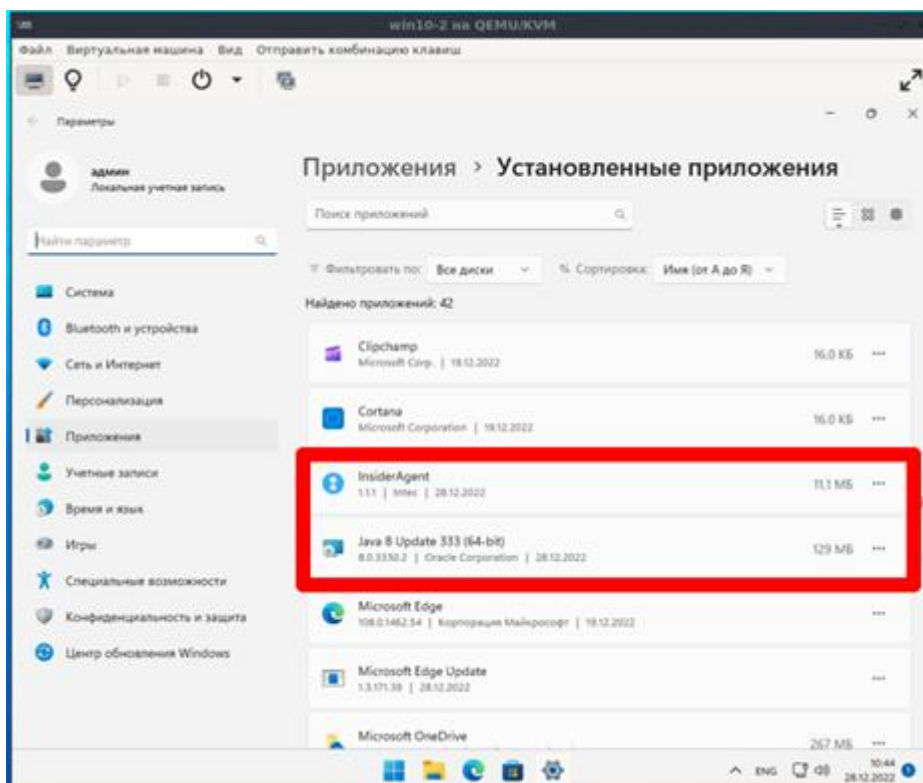 win10-2 на QEMU/KVM
Файл Виртуальная машина Вид Отправить комбинацию клавиш
Параметры
админ
Локальная учетная запись
Приложения > Установленные приложения
Поиск приложений
Найти параметр
Фильтровать по: Все диски Сортировка: Имя (от А до Я)
Найдено приложений: 42
Система
Bluetooth и устройства
Сеть и Интернет
Персонализация
Приложения
Учетные записи
Время и язык
Игры
Специальные возможности
Конфиденциальность и защита
Центр обновления Windows
Clipchamp
Microsoft Corp. | 19.12.2022
16,0 КБ
Cortana
Microsoft Corporation | 19.12.2022
16,0 КБ
InsiderAgent
1.1.1 | Intec | 28.12.2022
11,1 МБ
Java 8 Update 333 (64-bit)
8.0.3330.2 | Oracle Corporation | 28.12.2022
129 МБ
Microsoft Edge
108.0.1462.54 | Корпорация Майкрософт | 19.12.2022
Microsoft Edge Update
1.3.171.39 | 28.12.2022
Microsoft OneDrive
267 МБ
ENG
10:44
28.12.2022